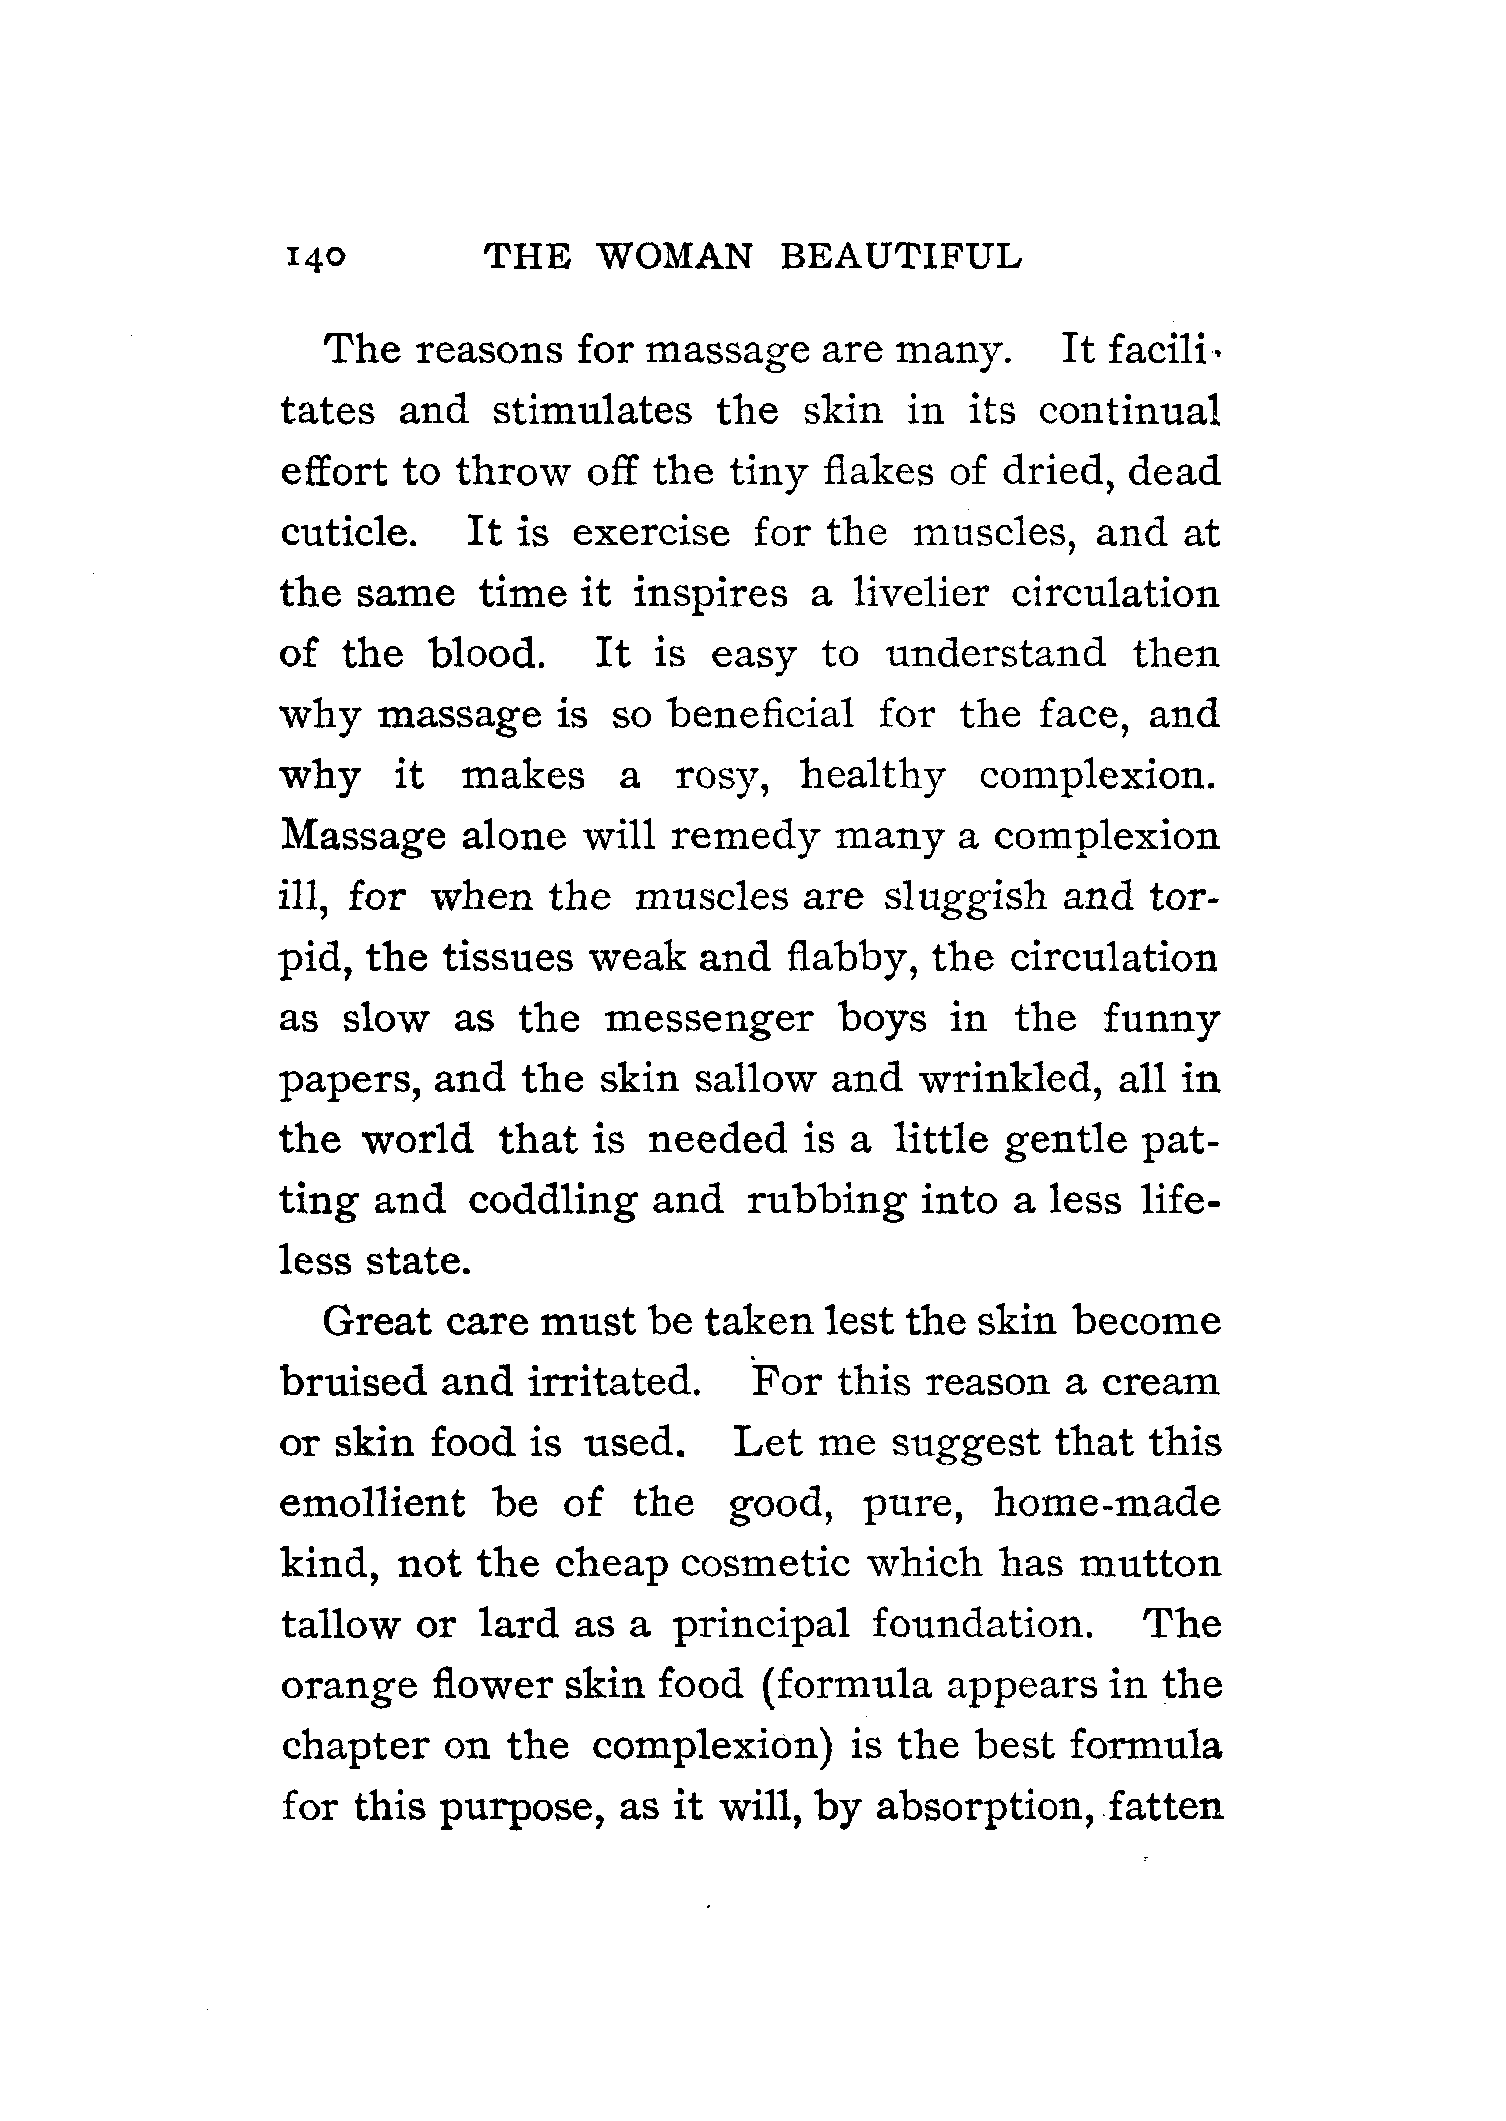 140 THE WOMAN BEAUTIFUL
The reasons for massage are many. It facili-
tates and stimulates the skin in its continual
effort to throw off the tiny flakes of dried, dead
cuticle. It is exercise for the muscles, and at
the same time it inspires a livelier circulation
of the blood. It is easy to understand then
why massage is so beneficial for the face, and
why it makes a rosy, healthy complexion.
Massage alone will remedy many a complexion
ill, for when the muscles are sluggish and tor-
pid, the tissues weak and flabby, the circulation
as slow as the messenger boys in the funny
papers, and the skin sallow and wrinkled, all in
the world that is needed is a little gentle pat-
ting and coddling and rubbing into a less life-
less state.
Great care must be taken lest the skin become
bruised and irritated. For this reason a cream
or skin food is used. Let me suggest that this
emollient be of the good, pure, home-made
kind, not the cheap cosmetic which has mutton
tallow or lard as a principal foundation. The
orange flower skin food (formula appears in the
chapter on the complexion) is the best formula
for this purpose, as it will, by absorption, fatten